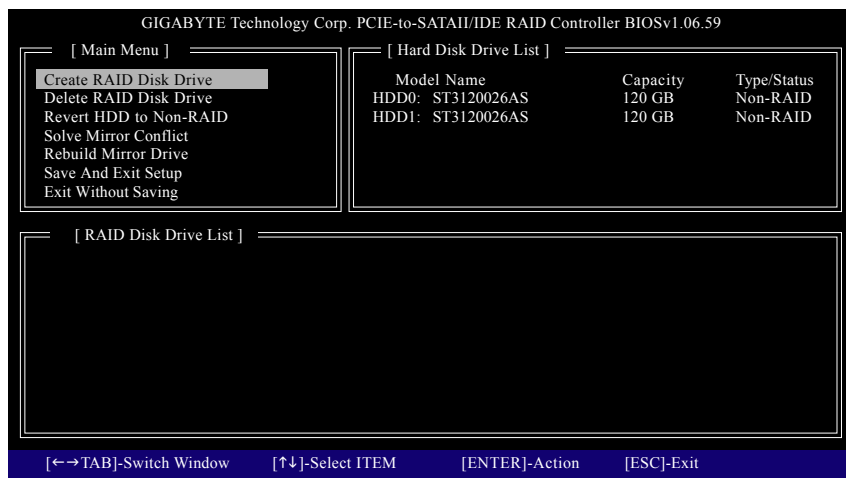 GIGABYTE Technology Corp. PCIE-to-SATAII/IDE RAID Controller BIOSv1.06.59
[ Main Menu ]
Create RAID Disk Drive
Delete RAID Disk Drive
Revert HDD to Non-RAID
Solve Mirror Conflict
Rebuild Mirror Drive
Save And Exit Setup
Exit Without Saving
[ Hard Disk Drive List ]
Model Name Capacity Type/Status
HDD0: ST3120026AS 120 GB Non-RAID
HDD1: ST3120026AS 120 GB Non-RAID
[ RAID Disk Drive List ]
[←→TAB]-Switch Window [↑↓]-Select ITEM [ENTER]-Action [ESC]-Exit